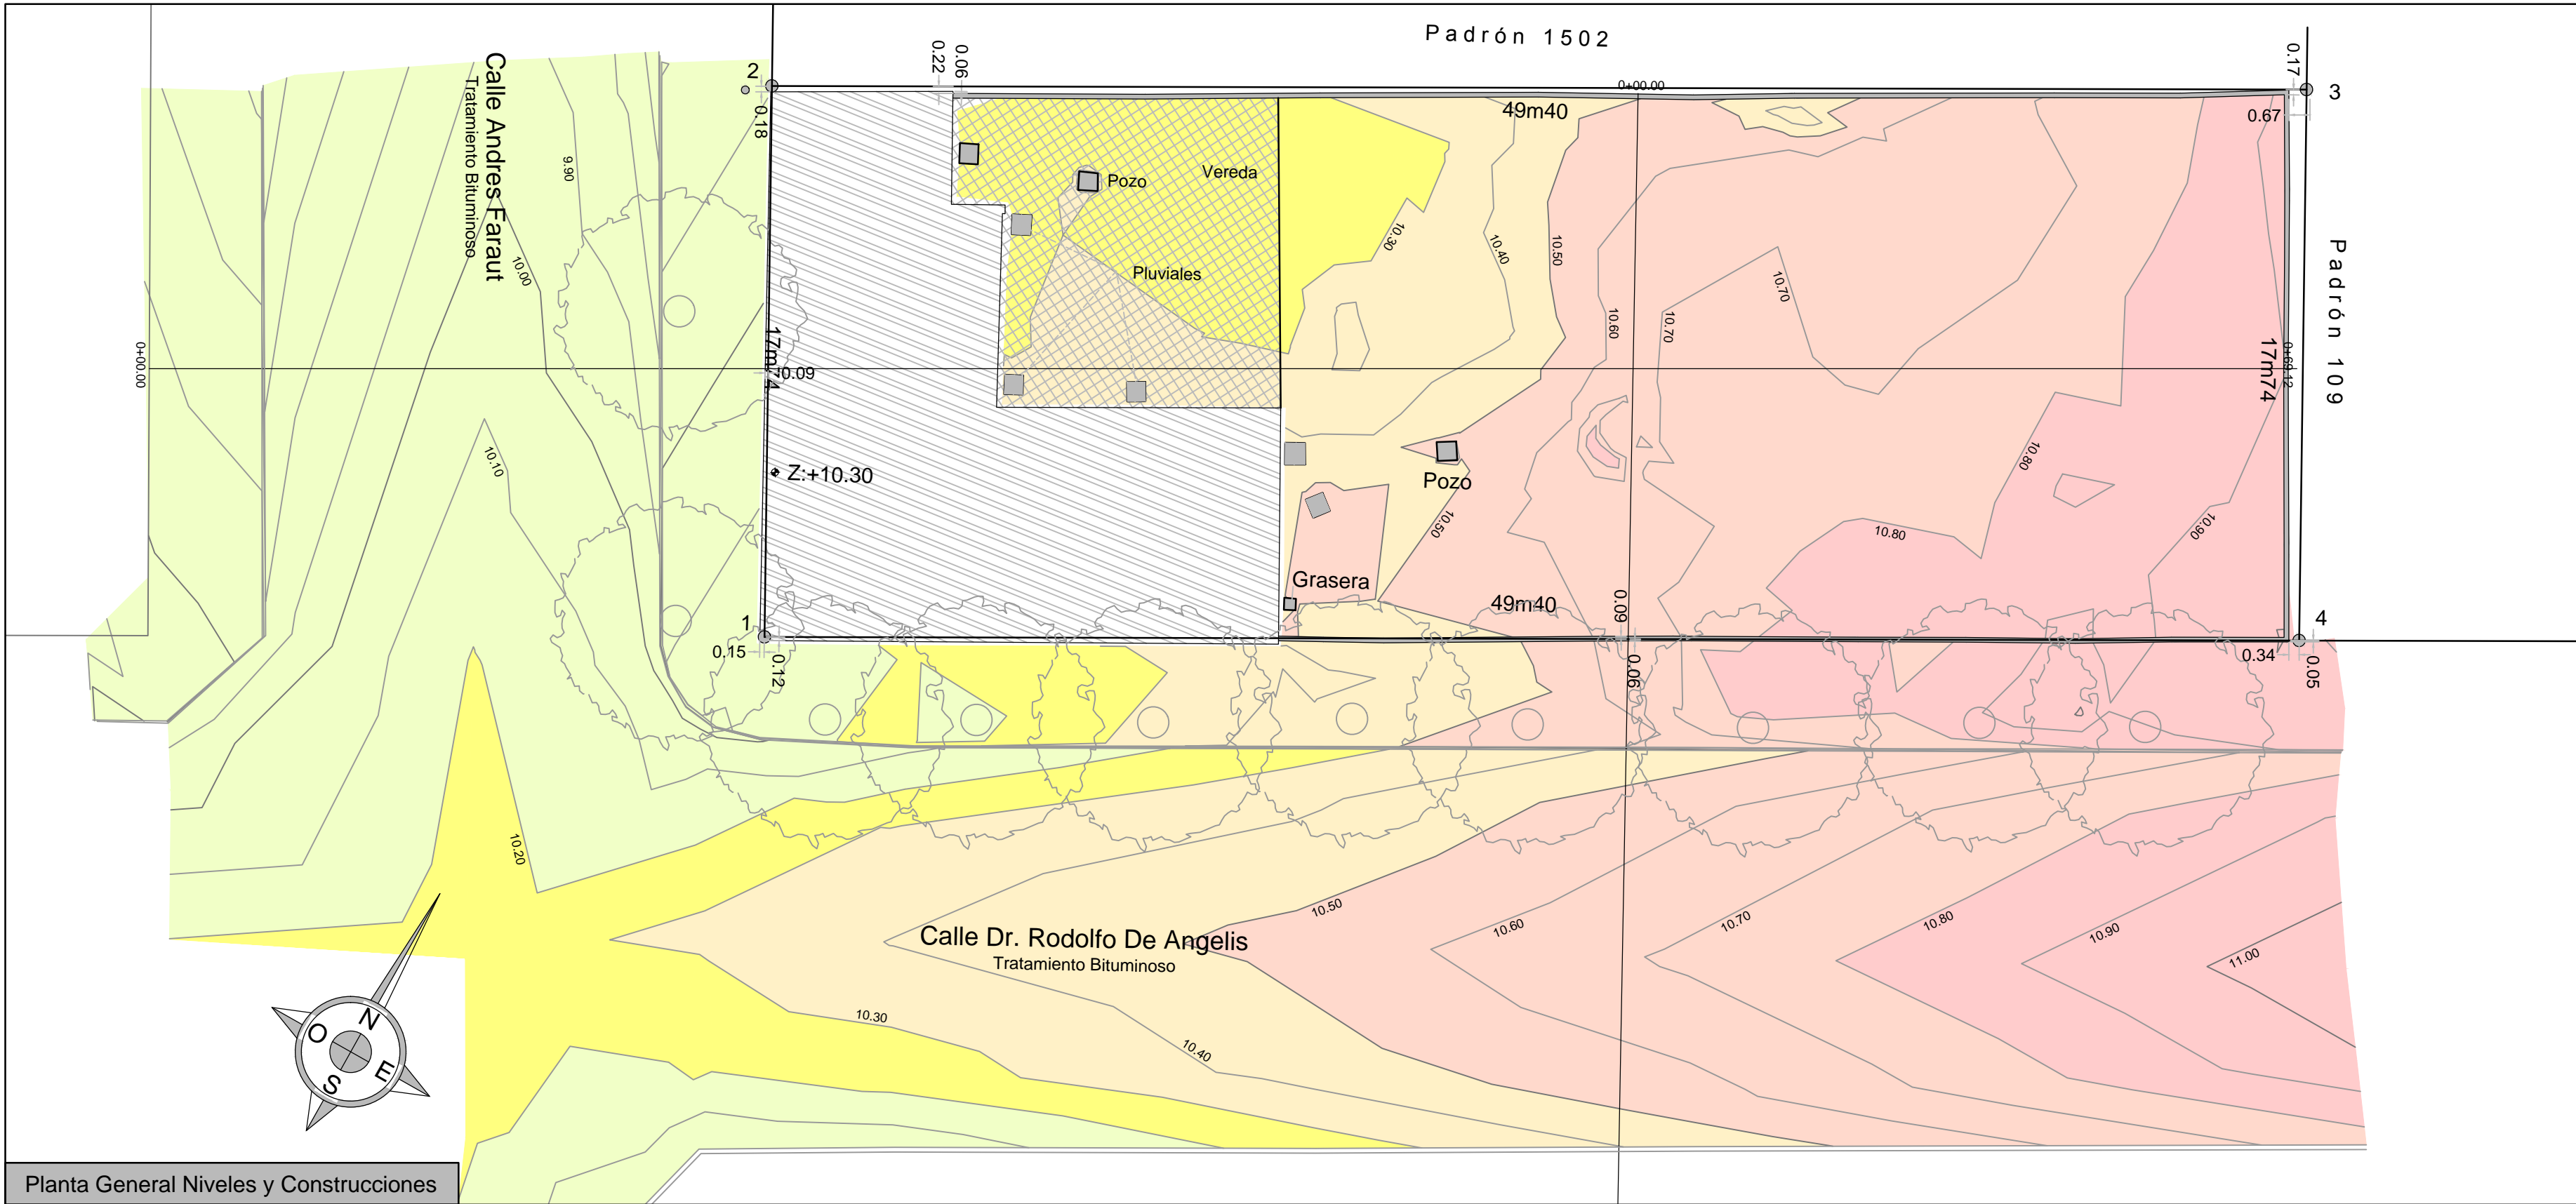 Padrón 1502
0.22
0.06
0.17
2
0+00.00
3
49m40
0.67
0.18
Calle Andres Faraut
Tratamiento Bituminoso
9.90
Pozo
Vereda
Pluviales
10.30
10.40
10.50
10.00
10.60
10.70
10.70
Padrón 109
0+00.00
17m74
0.09
17m74
0+69.12
10.10
Z:+10.30
Pozo
10.50
10.80
10.80
10.90
Grasera
49m40
0.09
1
4
0.15
0.12
0.06
0.34
0.05
10.20
Calle Dr. Rodolfo De Angelis
Tratamiento Bituminoso
10.50
10.60
10.70
10.80
10.90
11.00
10.30
10.40
N
O
E
S
Planta General Niveles y Construcciones